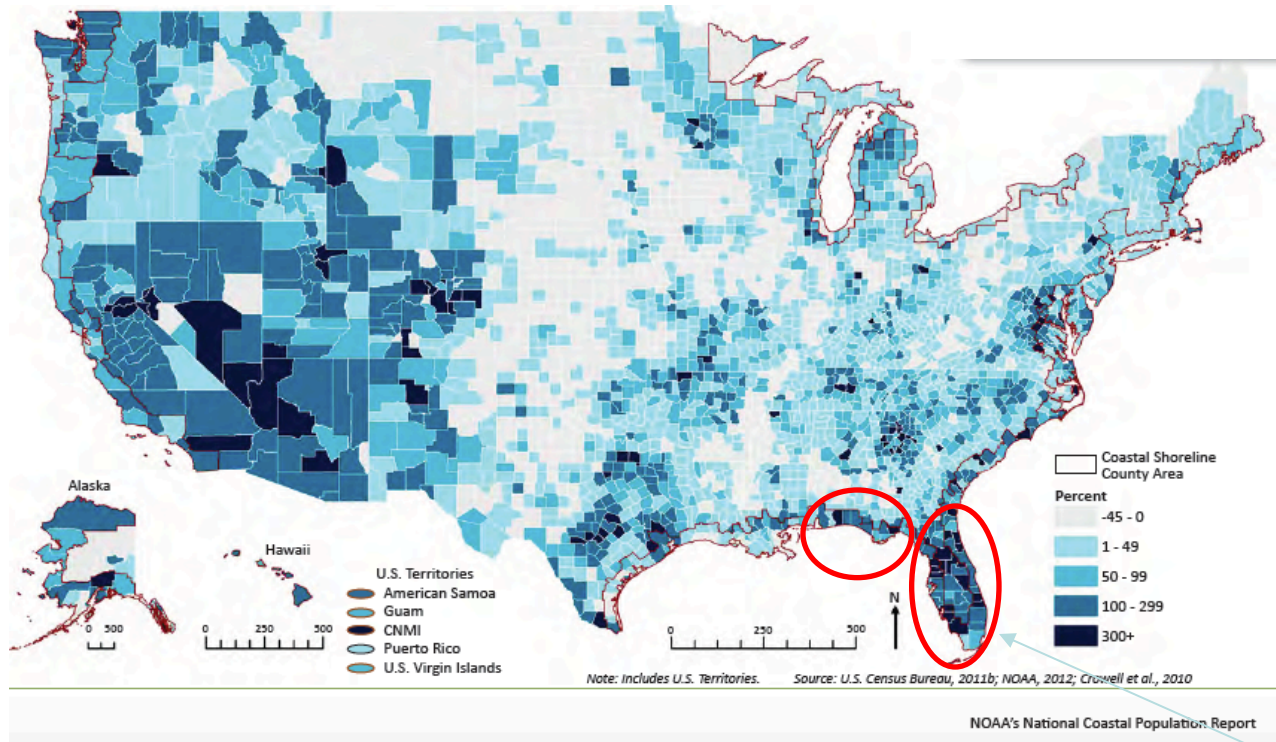 Alaska
Hawaii
0 500
0 250 500
U.S. Territories
American Samoa
Guam
CNMI
Puerto Rico
U.S. Virgin Islands
0 250 500
N
Coastal Shoreline
County Area
Percent
-45 - 0
1 - 49
50 - 99
100 - 299
300+
Note: Includes U.S. Territories.
Source: U.S. Census Bureau, 2011b; NOAA, 2012; Crowell et al., 2010
NOAA's National Coastal Population Report